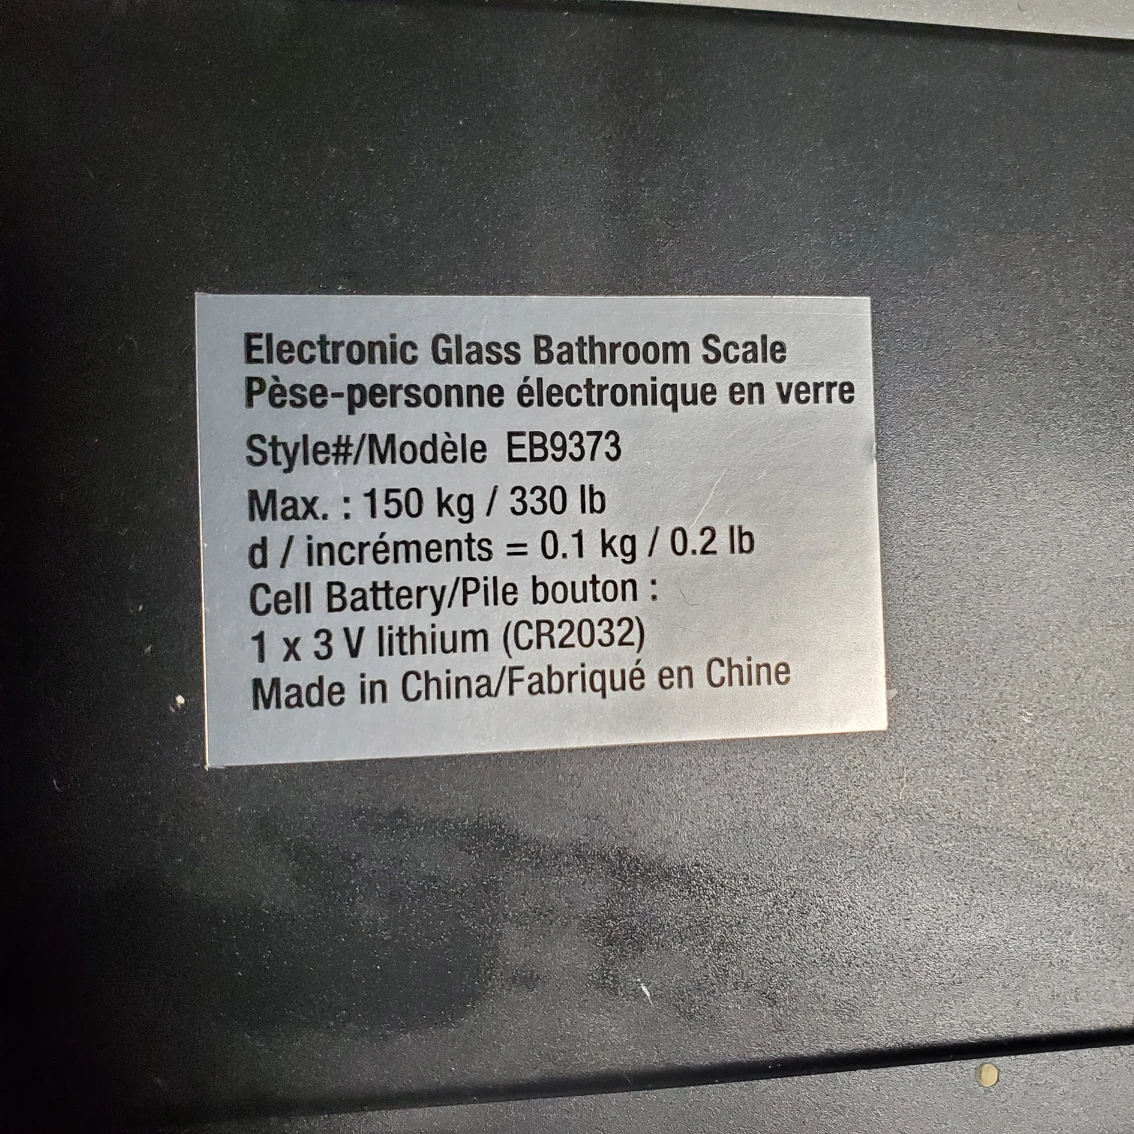 Electronic Glass Bathroom Scale
Pèse-personne électronique en verre
Style#/Modèle EB9373
Max. : 150 kg / 330 lb
d / incréments = 0.1 kg / 0.2 lb
Cell Battery/Pile bouton :
1 x 3 V lithium (CR2032)
Made in China/Fabriqué en Chine